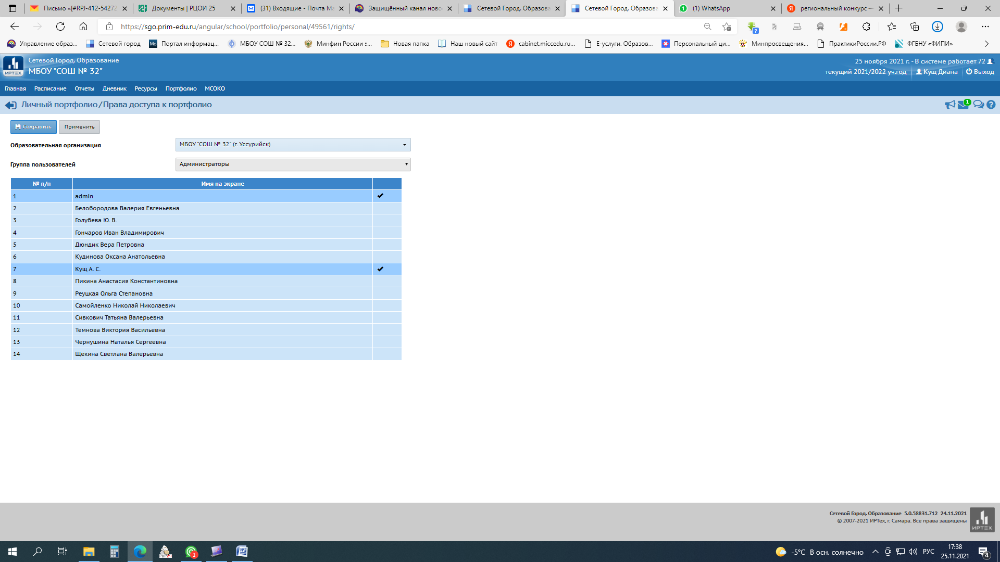 Письмо «[#RPJ-412-54272
Документы | РЦОИ 25
(31) Входящие - Почта Ma
Защищённый канал ново
Сетевой Город. Образова
Сетевой Город. Образова
(1) WhatsApp
региональный конкурс —
https://sgo.prim-edu.ru/angular/school/portfolio/personal/49561/rights/
Управление образ...
Сетевой город
Mo Портал информац...
МБОУ СОШ № 32...
Минфин России ::...
Новая папка
Наш новый сайт
cabinet.miccedu.ru...
Е-услуги. Образов...
Персональный ци...
Минпросвещения...
ПрактикиРоссии.РФ
ФГБНУ «ФИПИ»
ИРТЕХ
Сетевой Город. Образование
МБОУ "СОШ № 32"
25 ноября 2021 г. - В системе работает 72
текущий 2021/2022 уч.год
Кущ Диана
Выход
Главная
Расписание
Отчеты
Дневник
Ресурсы
Портфолио
МСОКО
Личный портфолио/Права доступа к портфолио
1
Сохранить
Применить
Образовательная организация
МБОУ "СОШ № 32" (г. Уссурийск)
Группа пользователей
Администраторы
№ п/п Имя на экране
1 admin
2 Белобородова Валерия Евгеньевна
3 Голубева Ю. В.
4 Гончаров Иван Владимирович
5 Дюндик Вера Петровна
6 Кудинова Оксана Анатольевна
7 Кущ А. С.
8 Пикина Анастасия Константиновна
9 Реуцкая Ольга Степановна
10 Самойленко Николай Николаевич
11 Сивкович Татьяна Валерьевна
12 Темнова Виктория Васильевна
13 Чернушина Наталья Сергеевна
14 Щекина Светлана Валерьевна
Сетевой Город. Образование 5.0.58831.712 24.11.2021
© 2007-2021 ИРТех, г. Самара. Все права защищены
ИРТЕХ
1
-5°C В осн. солнечно
РУС
17:38
25.11.2021
4